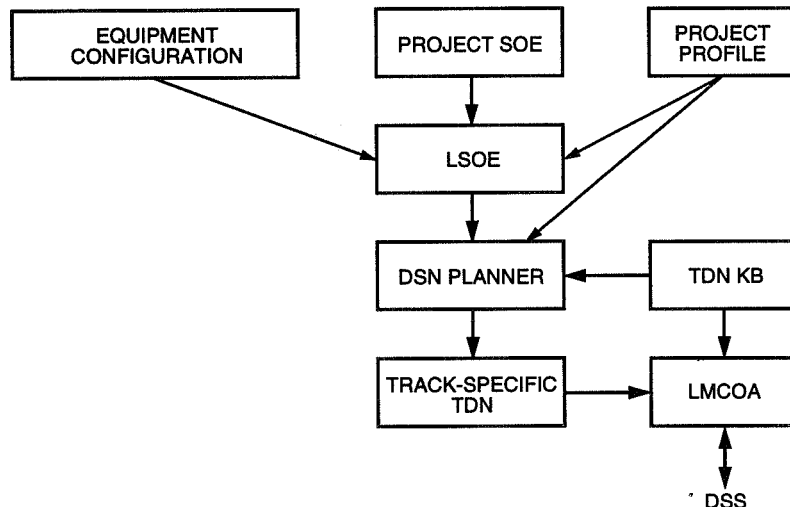 EQUIPMENT
CONFIGURATION
PROJECT SOE
PROJECT
PROFILE
LSOE
DSN PLANNER
TDN KB
TRACK-SPECIFIC
TDN
LMCOA
DSS